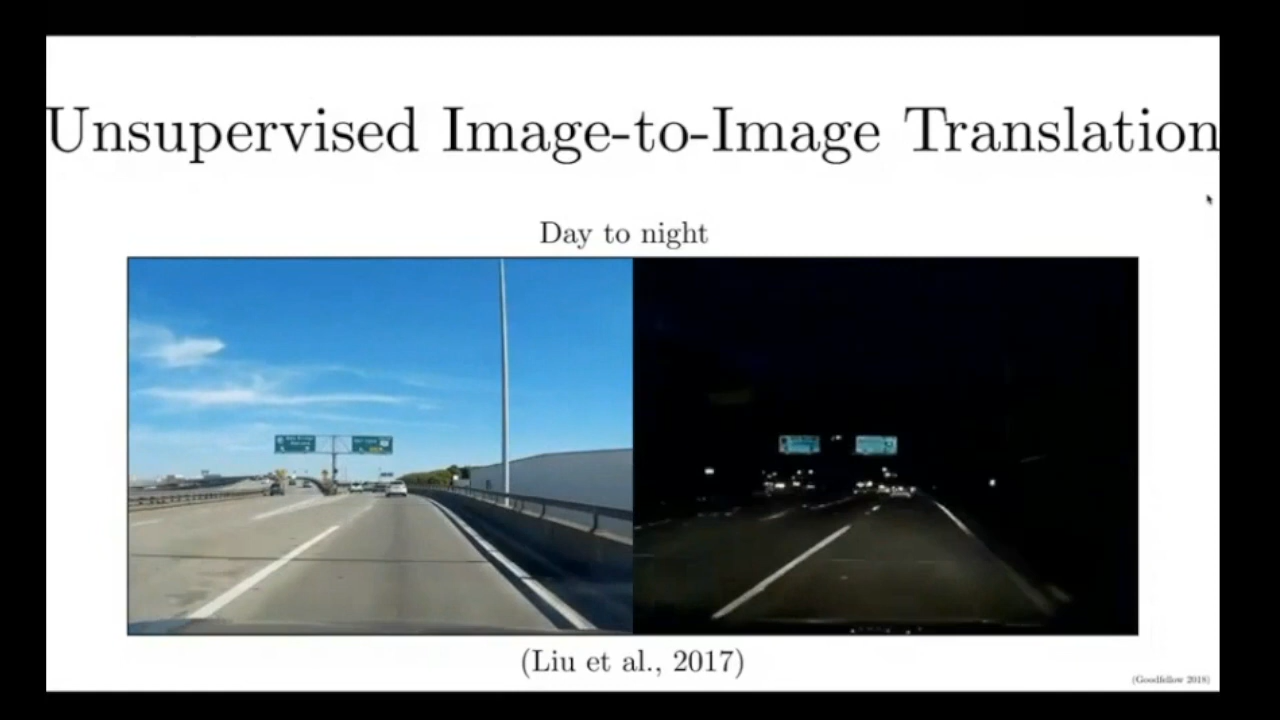 Unsupervised Image-to-Image Translation
Day to night
(Liu et al., 2017)
(Goodfellow 2018)